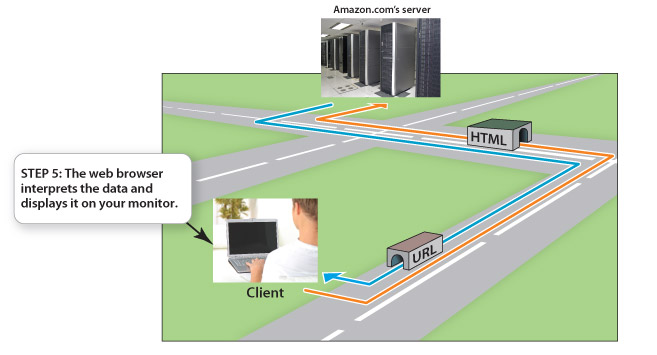 Amazon.com's server
HTML
STEP 5: The web browser
interprets the data and
displays it on your monitor.
URL
Client